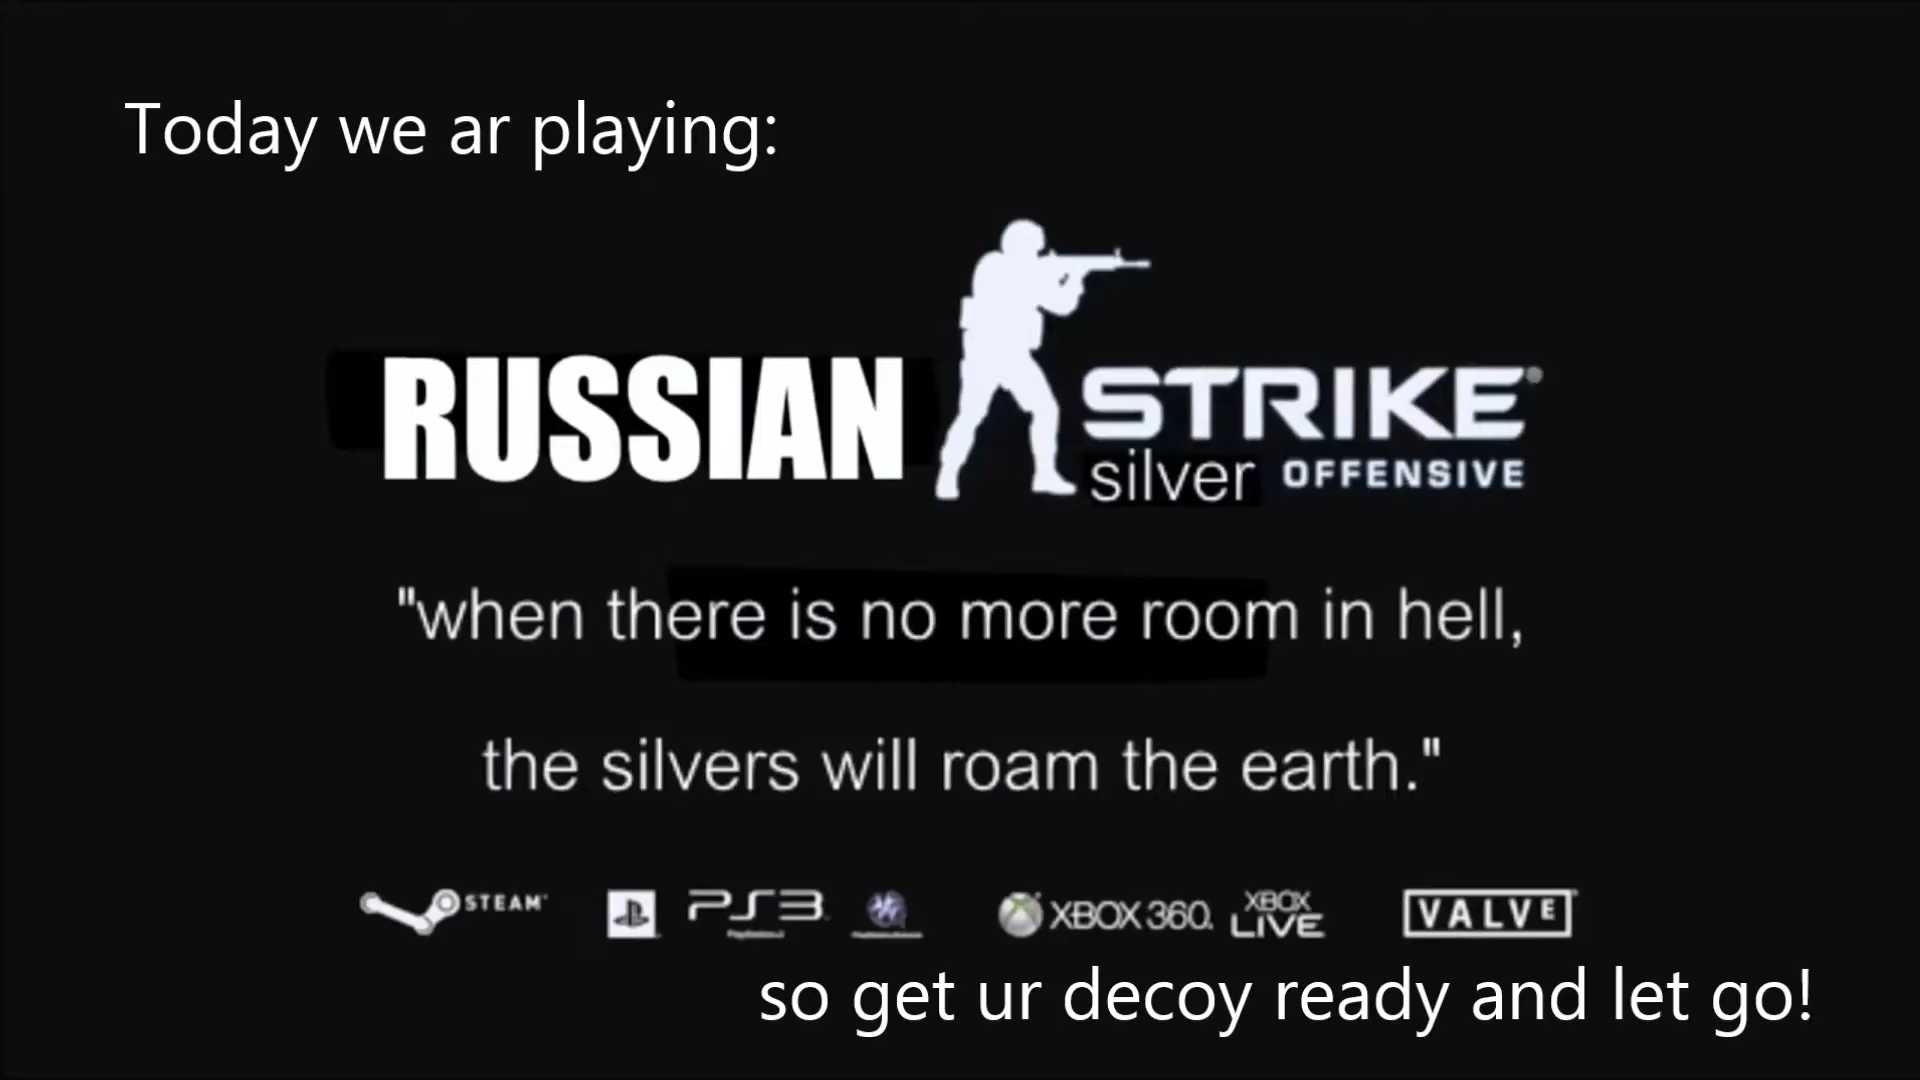 Today we ar playing:
RUSSIAN STRIKE
silver OFFENSIVE
"when there is no more room in hell,
the silvers will roam the earth."
STEAM PS3 XBOX 360. XBOX LIVE VALVE
so get ur decoy ready and let go!